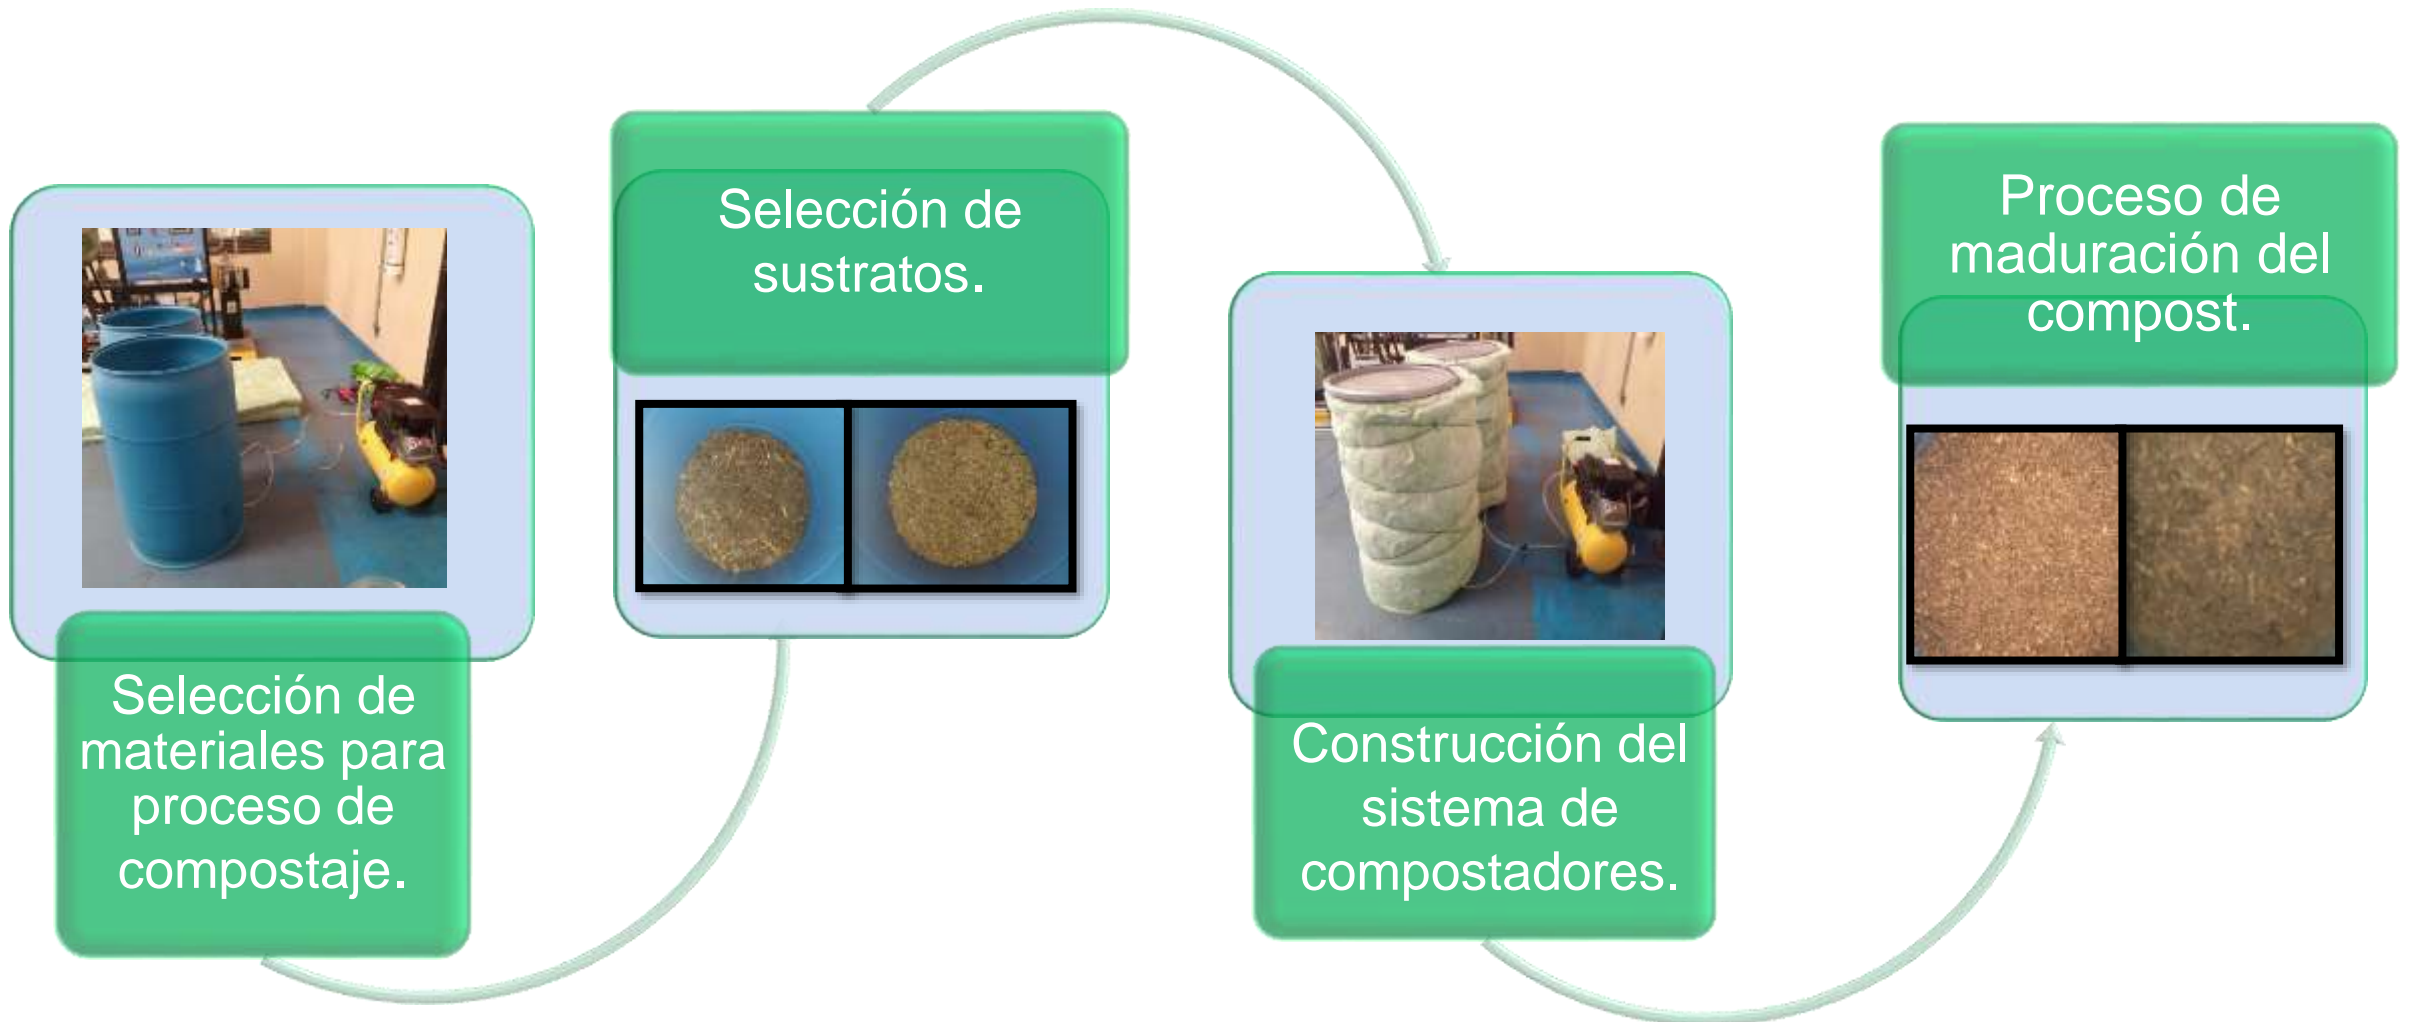 Selección de
materiales para
proceso de
compostaje.
Selección de
sustratos.
Construcción del
sistema de
compostadores.
Proceso de
maduración del
compost.